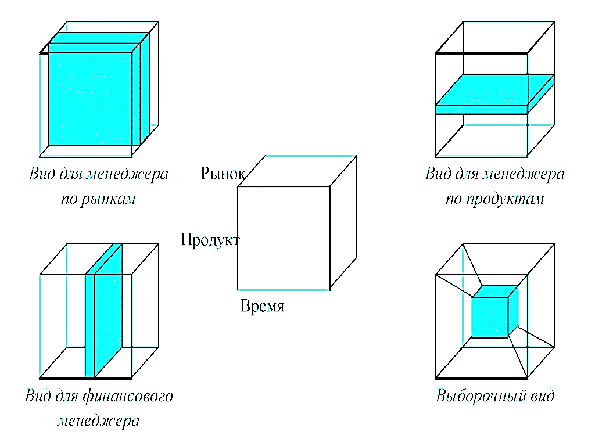 Вид для менеджера
по рынкам
Вид для менеджера
по продуктам
Рынок
Продукт
Время
Вид для финансового
менеджера
Выборочный вид